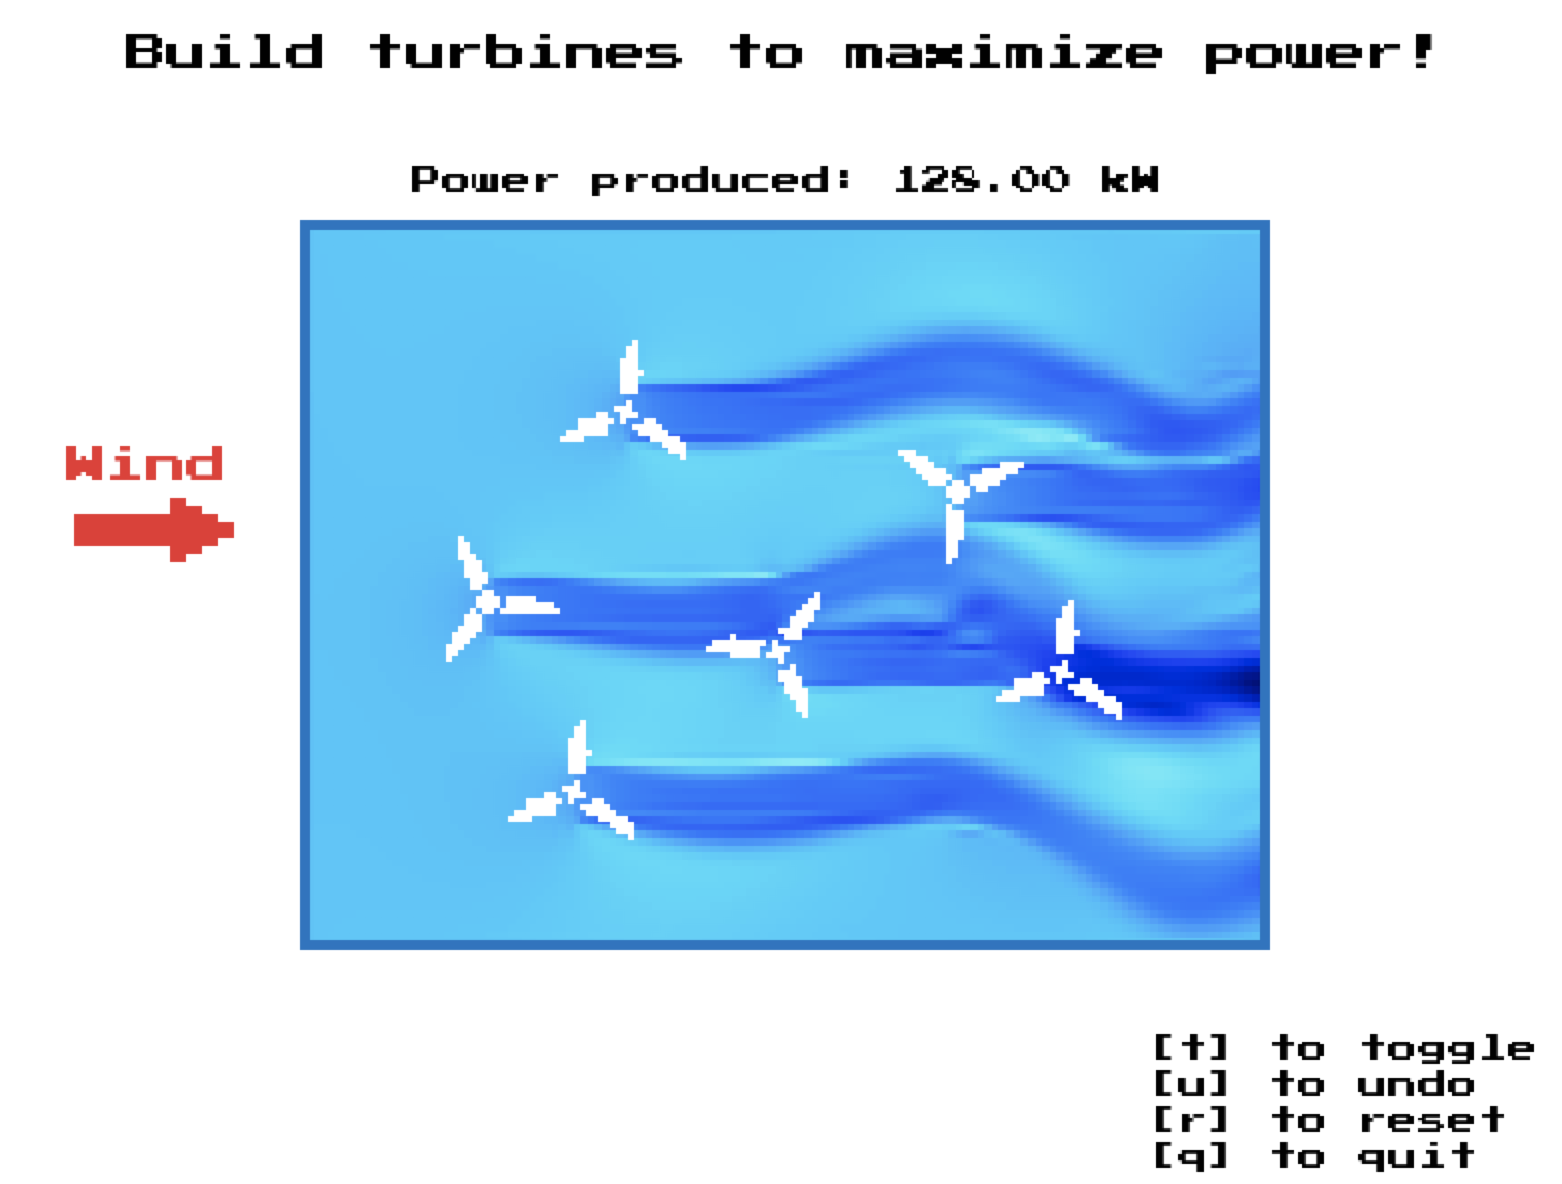 Build turbines to maximize power!
Power produced: 128.00 kW
Wind
[t] to toggle
[u] to undo
[r] to reset
[q] to quit